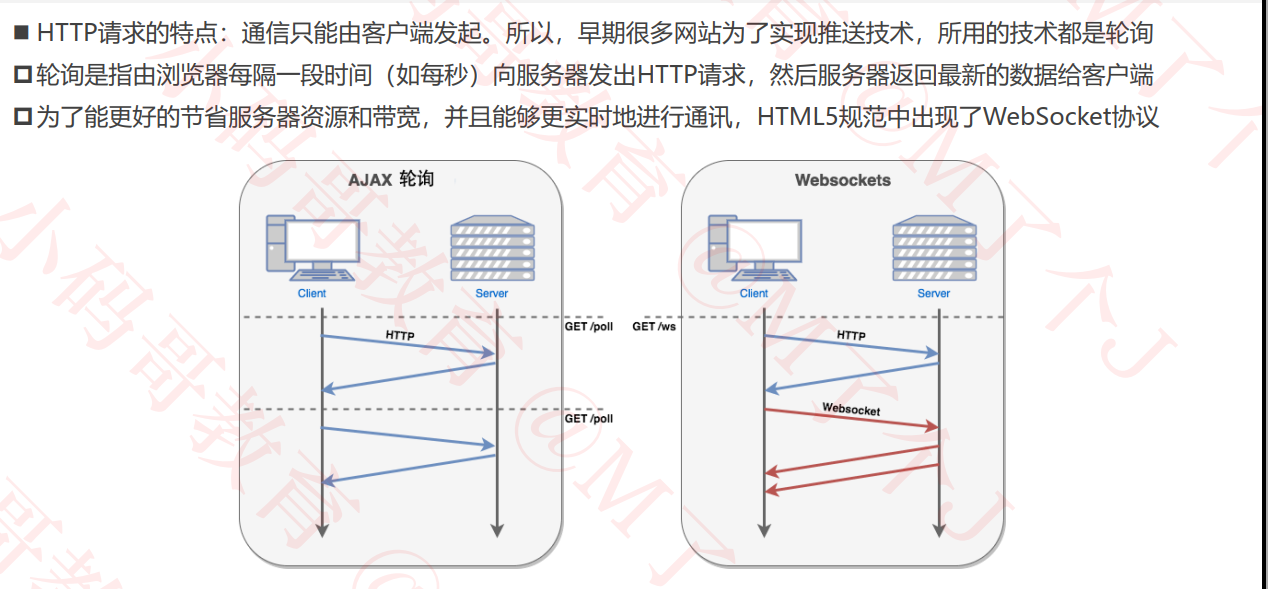 ■ HTTP请求的特点：通信只能由客户端发起。所以，早期很多网站为了实现推送技术，所用的技术都是轮询
轮询是指由浏览器每隔一段时间（如每秒）向服务器发出HTTP请求，然后服务器返回最新的数据给客户端
为了能更好的节省服务器资源和带宽，并且能够更实时地进行通讯，HTML5规范中出现了WebSocket协议
AJAX 轮询
Websockets
Client
Server
Client
Server
GET /poll
GET /ws
HTTP
HTTP
Websocket
GET /poll
小码哥教育 @M了个J
小码哥教育 @M了个J